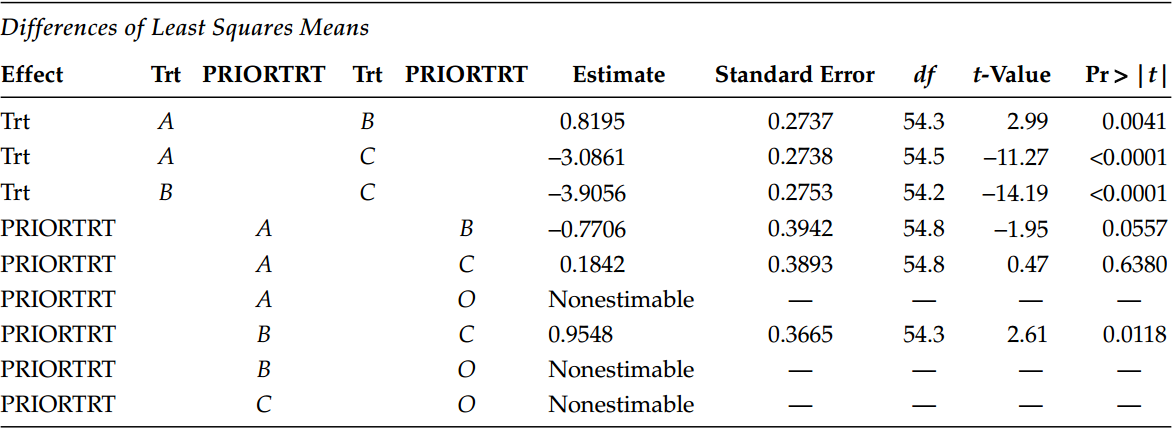 Differences of Least Squares Means
Effect Trt PRIORTRT Trt PRIORTRT Estimate Standard Error df t-Value Pr > |t|
Trt A B 0.8195 0.2737 54.3 2.99 0.0041
Trt A C –3.0861 0.2738 54.5 –11.27 <0.0001
Trt B C –3.9056 0.2753 54.2 –14.19 <0.0001
PRIORTRT A B –0.7706 0.3942 54.8 –1.95 0.0557
PRIORTRT A C 0.1842 0.3893 54.8 0.47 0.6380
PRIORTRT A O Nonestimable — — — —
PRIORTRT B C 0.9548 0.3665 54.3 2.61 0.0118
PRIORTRT B O Nonestimable — — — —
PRIORTRT C O Nonestimable — — — —